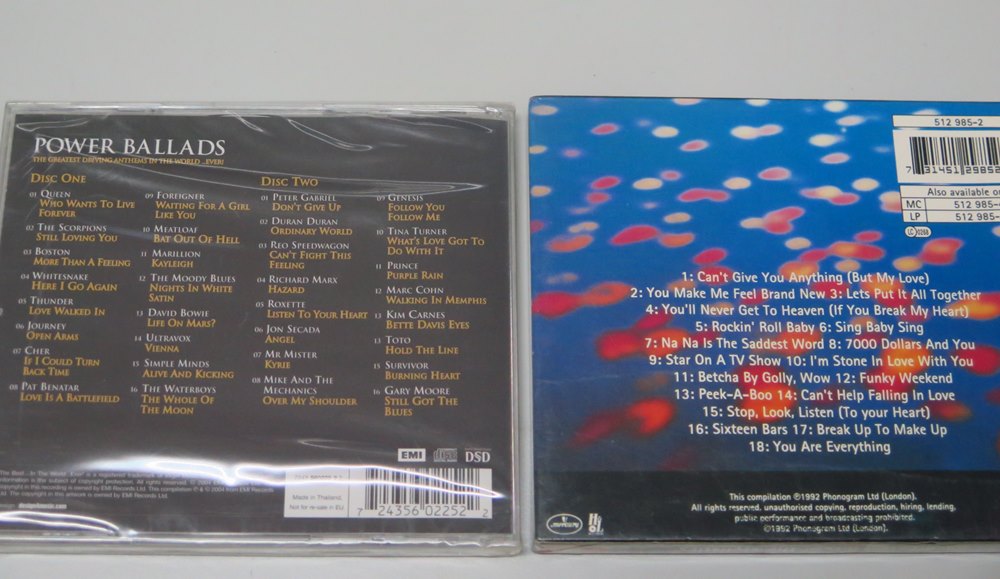 POWER BALLADS
THE GREATEST DRIVING ANTHEMS IN THE WORLD ...EVER!
DISC ONE
01 QUEEN
WHO WANTS TO LIVE
FOREVER
02 THE SCORPIONS
STILL LOVING YOU
03 BOSTON
MORE THAN A FEELING
04 WHITESNAKE
HERE I GO AGAIN
05 THUNDER
LOVE WALKED IN
06 JOURNEY
OPEN ARMS
07 CHER
IF I COULD TURN
BACK TIME
08 PAT BENATAR
LOVE IS A BATTLEFIELD
09 FOREIGNER
WAITING FOR A GIRL
LIKE YOU
10 MEATLOAF
BAT OUT OF HELL
11 MARILLION
KAYLEIGH
12 THE MOODY BLUES
NIGHTS IN WHITE
SATIN
13 DAVID BOWIE
LIFE ON MARS?
14 ULTRAVOX
VIENNA
15 SIMPLE MINDS
ALIVE AND KICKING
16 THE WATERBOYS
THE WHOLE OF
THE MOON
DISC TWO
01 PETER GABRIEL
DON'T GIVE UP
02 DURAN DURAN
ORDINARY WORLD
03 REO SPEEDWAGON
CAN'T FIGHT THIS
FEELING
04 RICHARD MARX
HAZARD
05 ROXETTE
LISTEN TO YOUR HEART
06 JON SECADA
ANGEL
07 MR MISTER
KYRIE
08 MIKE AND THE
MECHANICS
OVER MY SHOULDER
09 GENESIS
FOLLOW YOU
FOLLOW ME
10 TINA TURNER
WHAT'S LOVE GOT TO
DO WITH IT
11 PRINCE
PURPLE RAIN
12 MARC COHN
WALKING IN MEMPHIS
13 KIM CARNES
BETTE DAVIS EYES
13 TOTO
HOLD THE LINE
15 SURVIVOR
BURNING HEART
16 GARY MOORE
STILL GOT THE
BLUES
EMI
DSD
Made in Thailand,
Not for re-sale in EU
7 24356 02252 2
512 985-2
7 31451 29852
Also available on
MC 512 985-
LP 512 985-
LC 0268
1: Can't Give You Anything (But My Love)
2: You Make Me Feel Brand New 3: Lets Put It All Together
4: You'll Never Get To Heaven (If You Break My Heart)
5: Rockin' Roll Baby 6: Sing Baby Sing
7: Na Na Is The Saddest Word 8: 7000 Dollars And You
9: Star On A TV Show 10: I'm Stone In Love With You
11: Betcha By Golly, Wow 12: Funky Weekend
13: Peek-A-Boo 14: Can't Help Falling In Love
15: Stop, Look, Listen (To your Heart)
16: Sixteen Bars 17: Break Up To Make Up
18: You Are Everything
This compilation ℗1992 Phonogram Ltd (London).
All rights reserved, unauthorised copying, reproduction, hiring, lending,
public performance and broadcasting prohibited.
©1992 Phonogram Ltd (London).